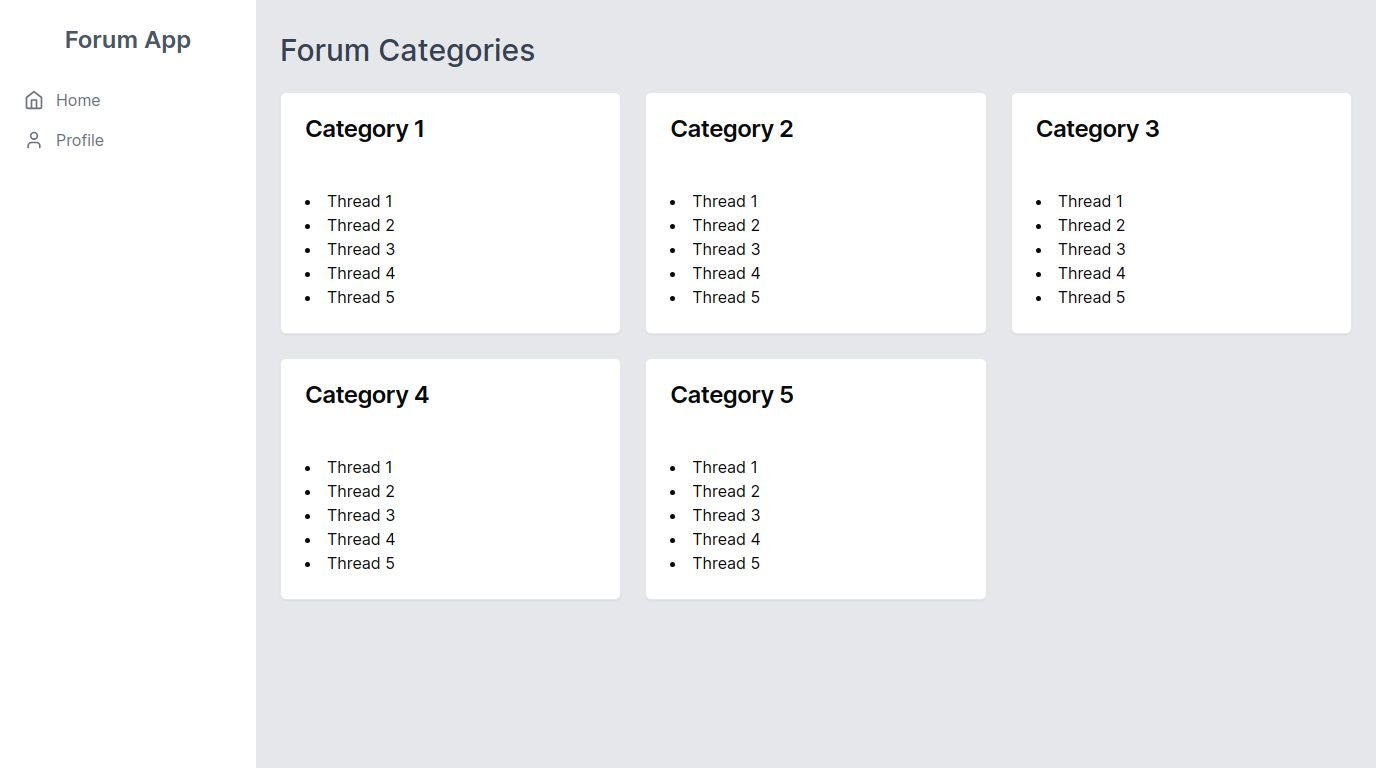 Forum App
Home
Profile
Forum Categories
Category 1
Thread 1
Thread 2
Thread 3
Thread 4
Thread 5
Category 2
Thread 1
Thread 2
Thread 3
Thread 4
Thread 5
Category 3
Thread 1
Thread 2
Thread 3
Thread 4
Thread 5
Category 4
Thread 1
Thread 2
Thread 3
Thread 4
Thread 5
Category 5
Thread 1
Thread 2
Thread 3
Thread 4
Thread 5